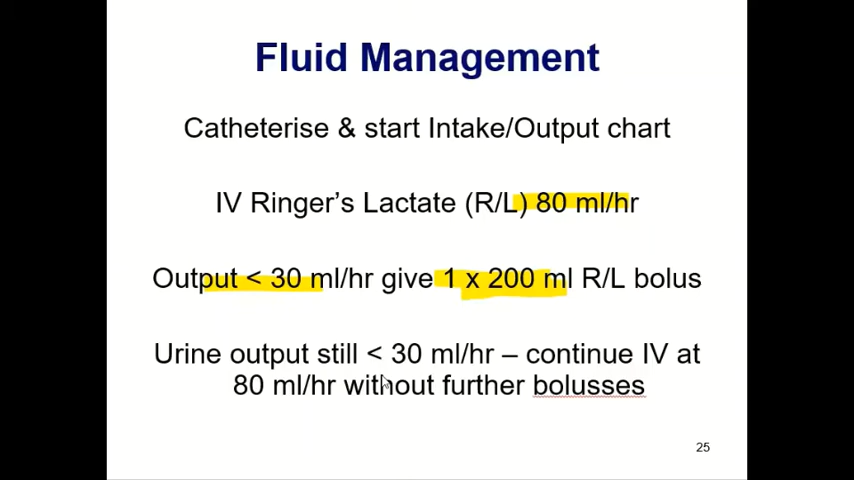 Fluid Management
Catheterise & start Intake/Output chart
IV Ringer's Lactate (R/L) 80 ml/hr
Output < 30 ml/hr give 1 x 200 ml R/L bolus
Urine output still < 30 ml/hr – continue IV at
80 ml/hr without further bolusses
25